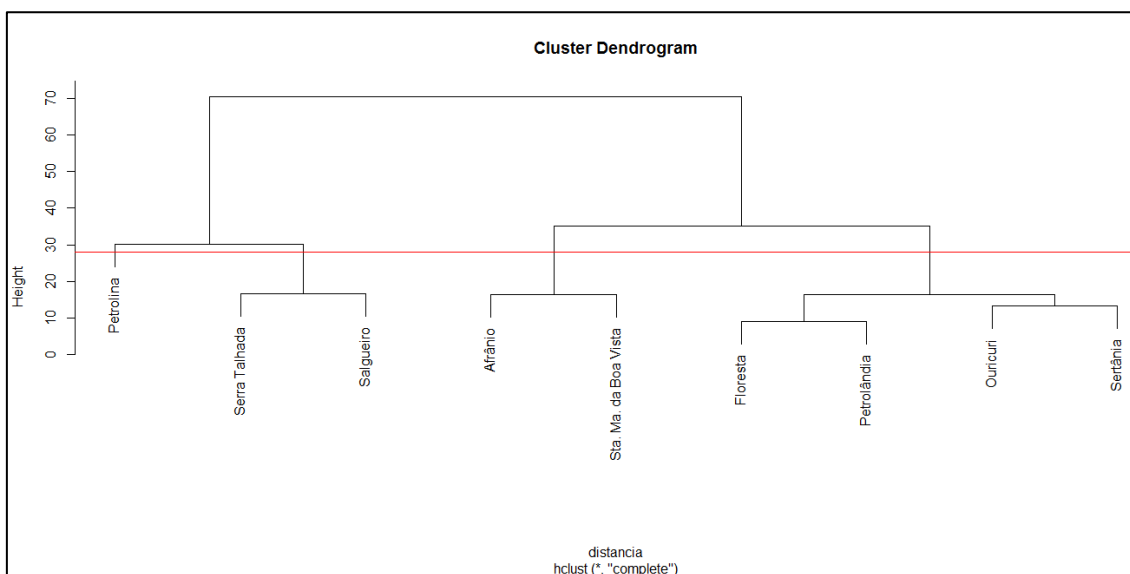 Cluster Dendrogram
Height
70
60
50
40
30
20
10
0
Petrolina
Serra Talhada
Salgueiro
Afrânio
Sta. Ma. da Boa Vista
Floresta
Petrolândia
Ouricuri
Sertânia
distancia
hclust (*, "complete")